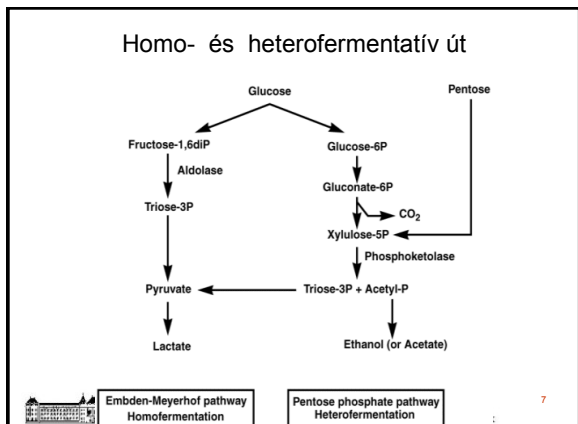 Homo- és heterofermentatív út
Glucose
Pentose
Fructose-1,6diP
Glucose-6P
Aldolase
Gluconate-6P
Triose-3P
CO₂
Xylulose-5P
Phosphoketolase
Pyruvate
Triose-3P + Acetyl-P
Lactate
Ethanol (or Acetate)
Embden-Meyerhof pathway
Homofermentation
Pentose phosphate pathway
Heterofermentation
7